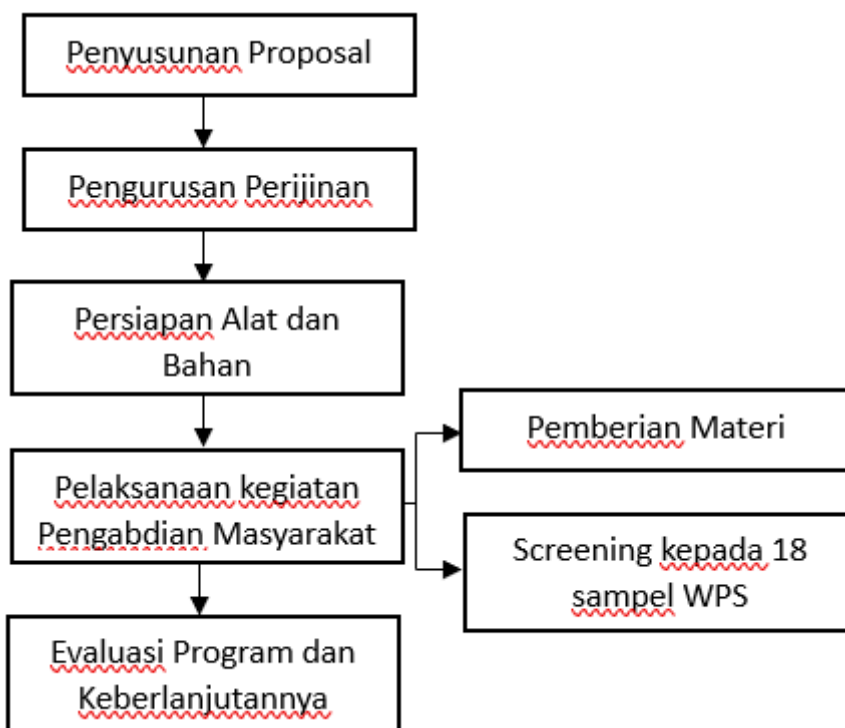 Penyusunan Proposal
Pengurusan Perijinan
Persiapan Alat dan
Bahan
Pelaksanaan kegiatan
Pengabdian Masyarakat
Pemberian Materi
Screening kepada 18
sampel WPS
Evaluasi Program dan
Keberlanjutannya